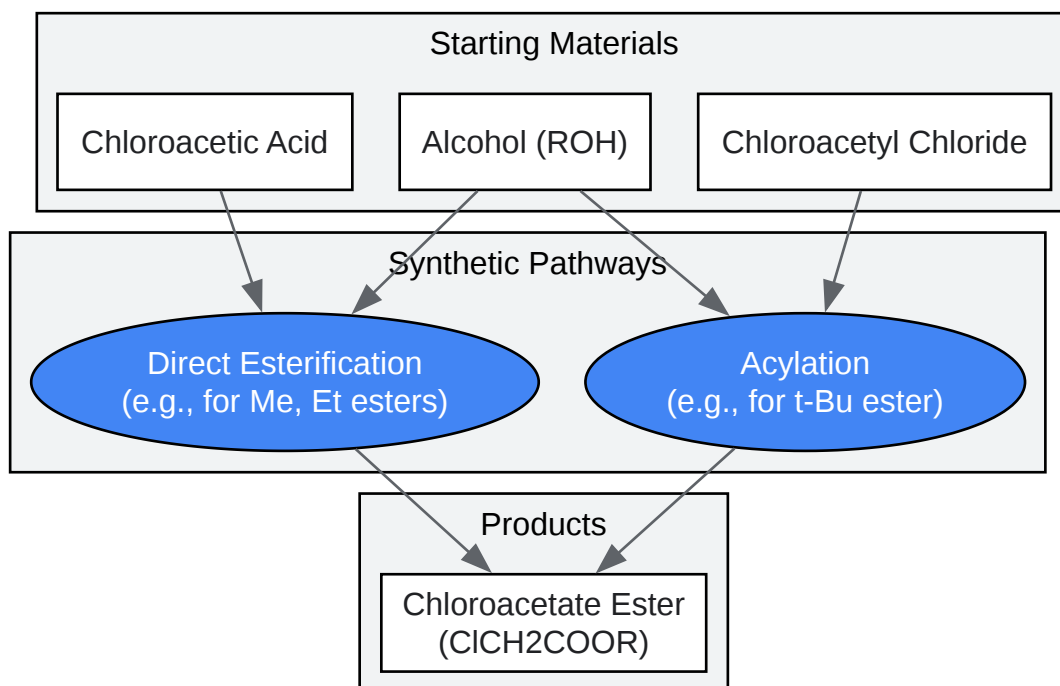 Starting Materials
Chloroacetic Acid
Alcohol (ROH)
Chloroacetyl Chloride
Synthetic Pathways
Direct Esterification
(e.g., for Me, Et esters)
Acylation
(e.g., for t-Bu ester)
Products
Chloroacetate Ester
(ClCH2COOR)